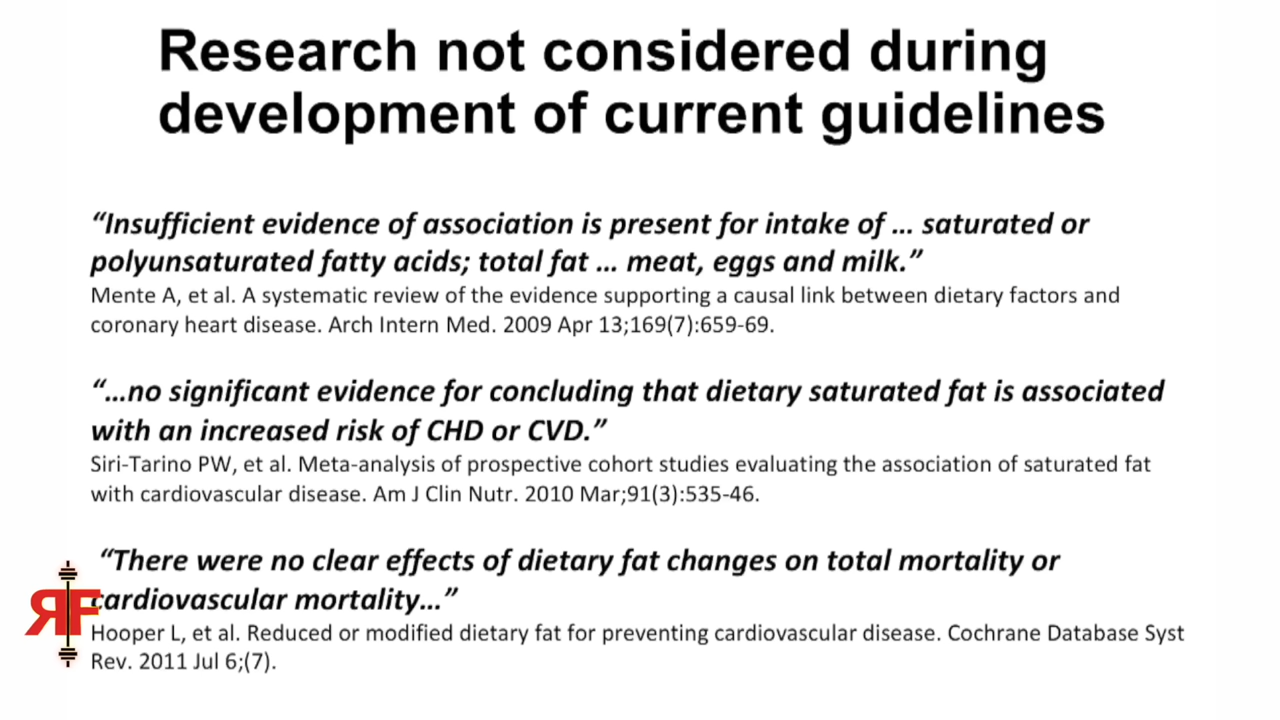 Research not considered during
development of current guidelines
“Insufficient evidence of association is present for intake of ... saturated or
polyunsaturated fatty acids; total fat ... meat, eggs and milk.”
Mente A, et al. A systematic review of the evidence supporting a causal link between dietary factors and
coronary heart disease. Arch Intern Med. 2009 Apr 13;169(7):659-69.
“...no significant evidence for concluding that dietary saturated fat is associated
with an increased risk of CHD or CVD.”
Siri-Tarino PW, et al. Meta-analysis of prospective cohort studies evaluating the association of saturated fat
with cardiovascular disease. Am J Clin Nutr. 2010 Mar;91(3):535-46.
“There were no clear effects of dietary fat changes on total mortality or
cardiovascular mortality...”
Hooper L, et al. Reduced or modified dietary fat for preventing cardiovascular disease. Cochrane Database Syst
Rev. 2011 Jul 6;(7).
RF